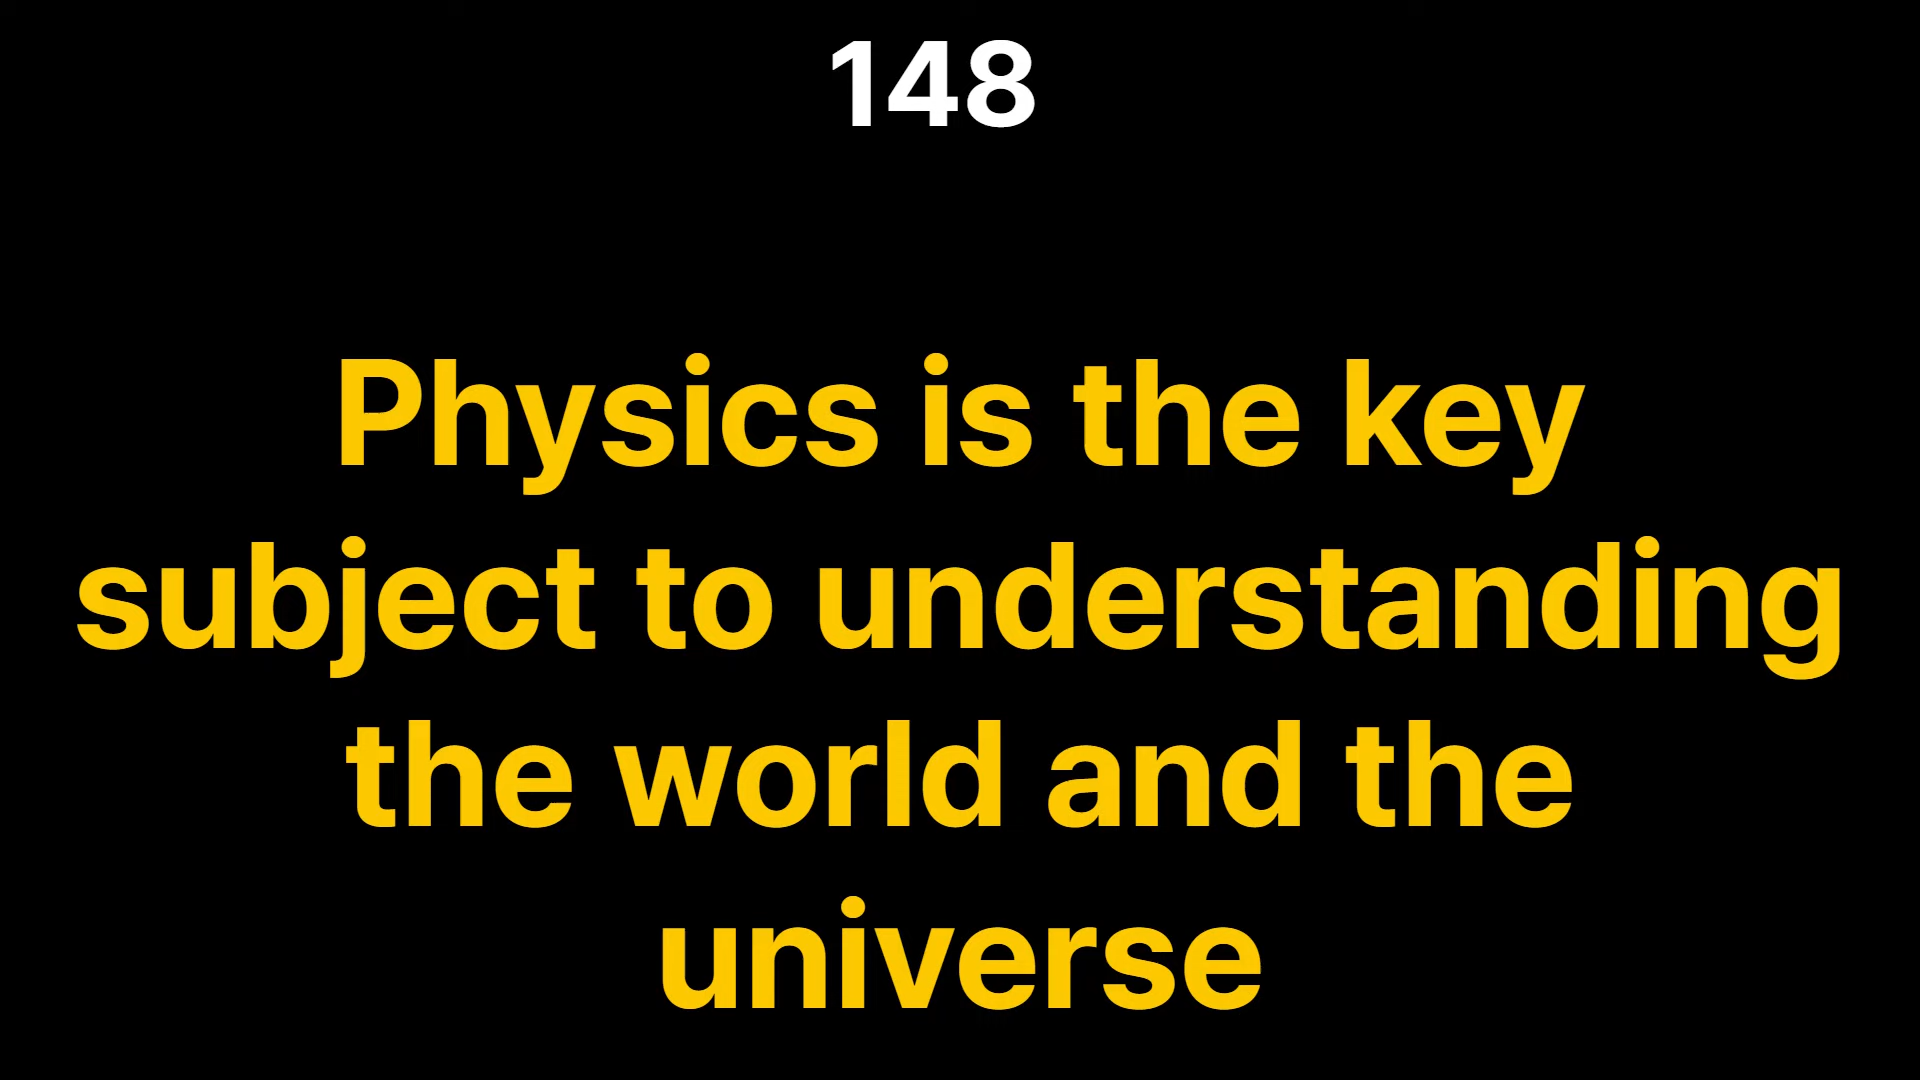 148
Physics is the key
subject to understanding
the world and the
universe